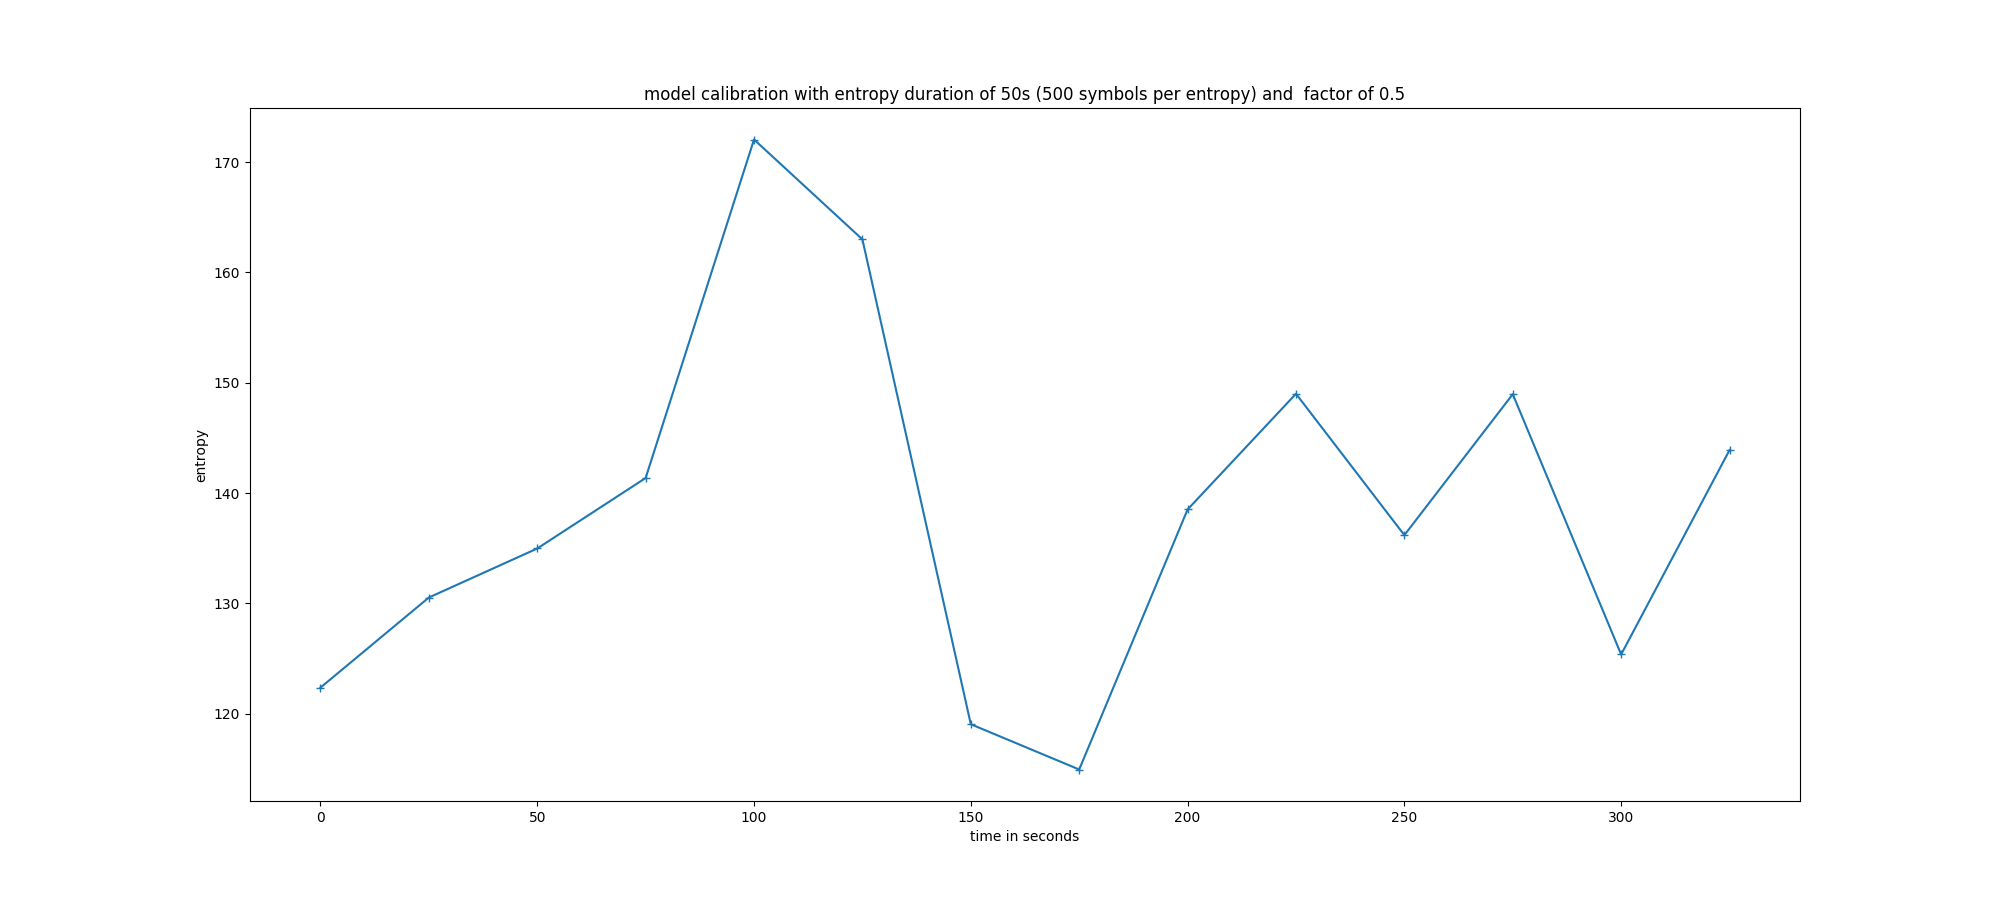 model calibration with entropy duration of 50s (500 symbols per entropy) and  factor of 0.5
170
160
150
140
130
120
entropy
0 50 100 150 200 250 300
time in seconds